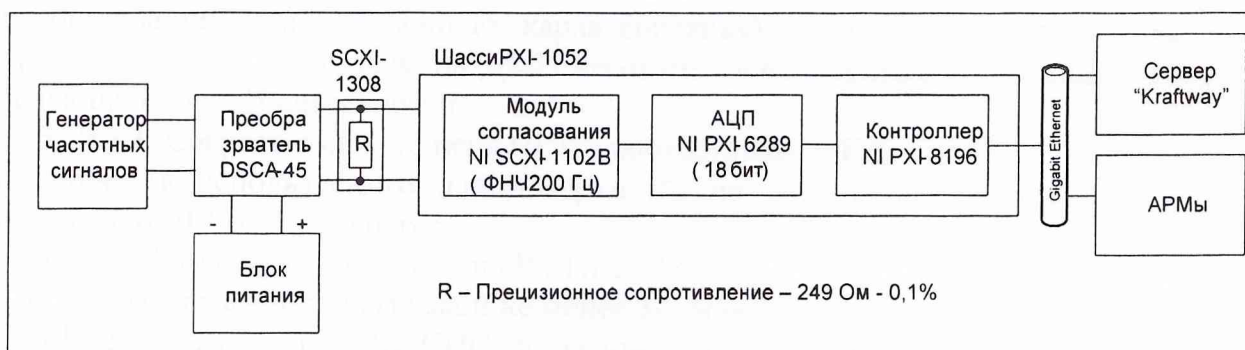 Генератор
частотных
сигналов
Преобра
зрватель
DSCA-45
-
+
Блок
питания
SCXI-
1308
R
ШассиPXI-1052
Модуль
согласования
NI SCXI-1102B
( ФНЧ200 Гц)
АЦП
NI PXI-6289
( 18 бит)
Контроллер
NI PXI-8196
Gigabit Ethernet
Сервер
“Kraftway”
АРМы
R – Прецизионное сопротивление – 249 Ом - 0,1%